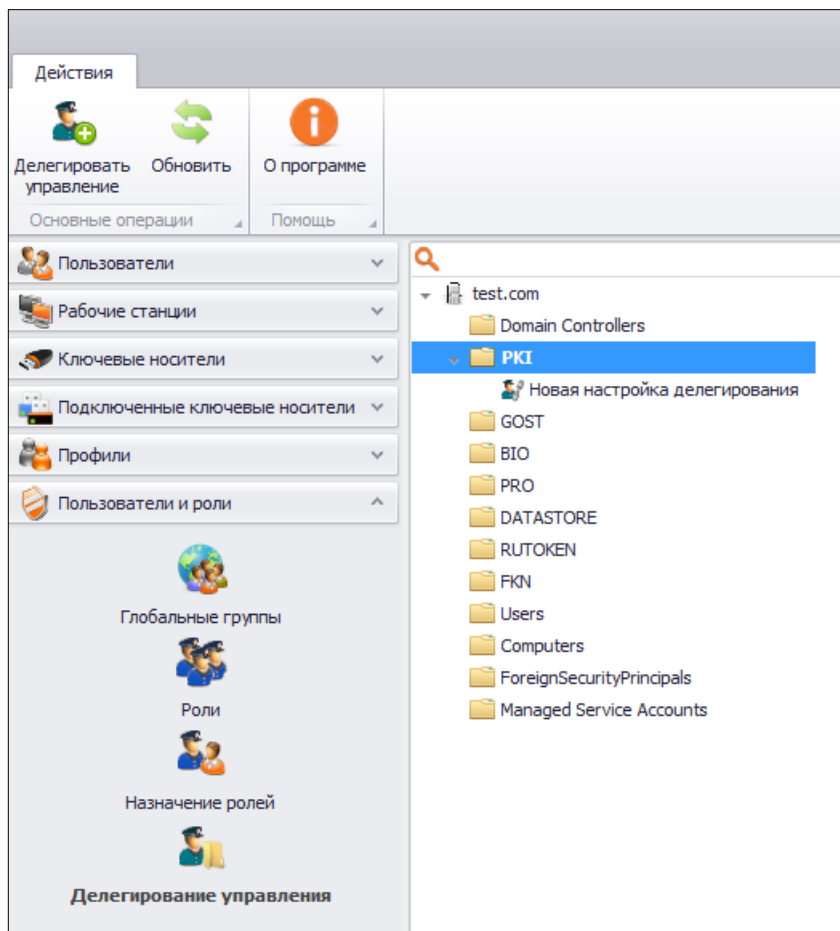 Действия
Делегировать
управление
Обновить
О программе
Основные операции
Помощь
Пользователи
Рабочие станции
Ключевые носители
Подключенные ключевые носители
Профили
Пользователи и роли
Глобальные группы
Роли
Назначение ролей
Делегирование управления
test.com
Domain Controllers
PKI
Новая настройка делегирования
GOST
BIO
PRO
DATASTORE
RUTOKEN
FKN
Users
Computers
ForeignSecurityPrincipals
Managed Service Accounts